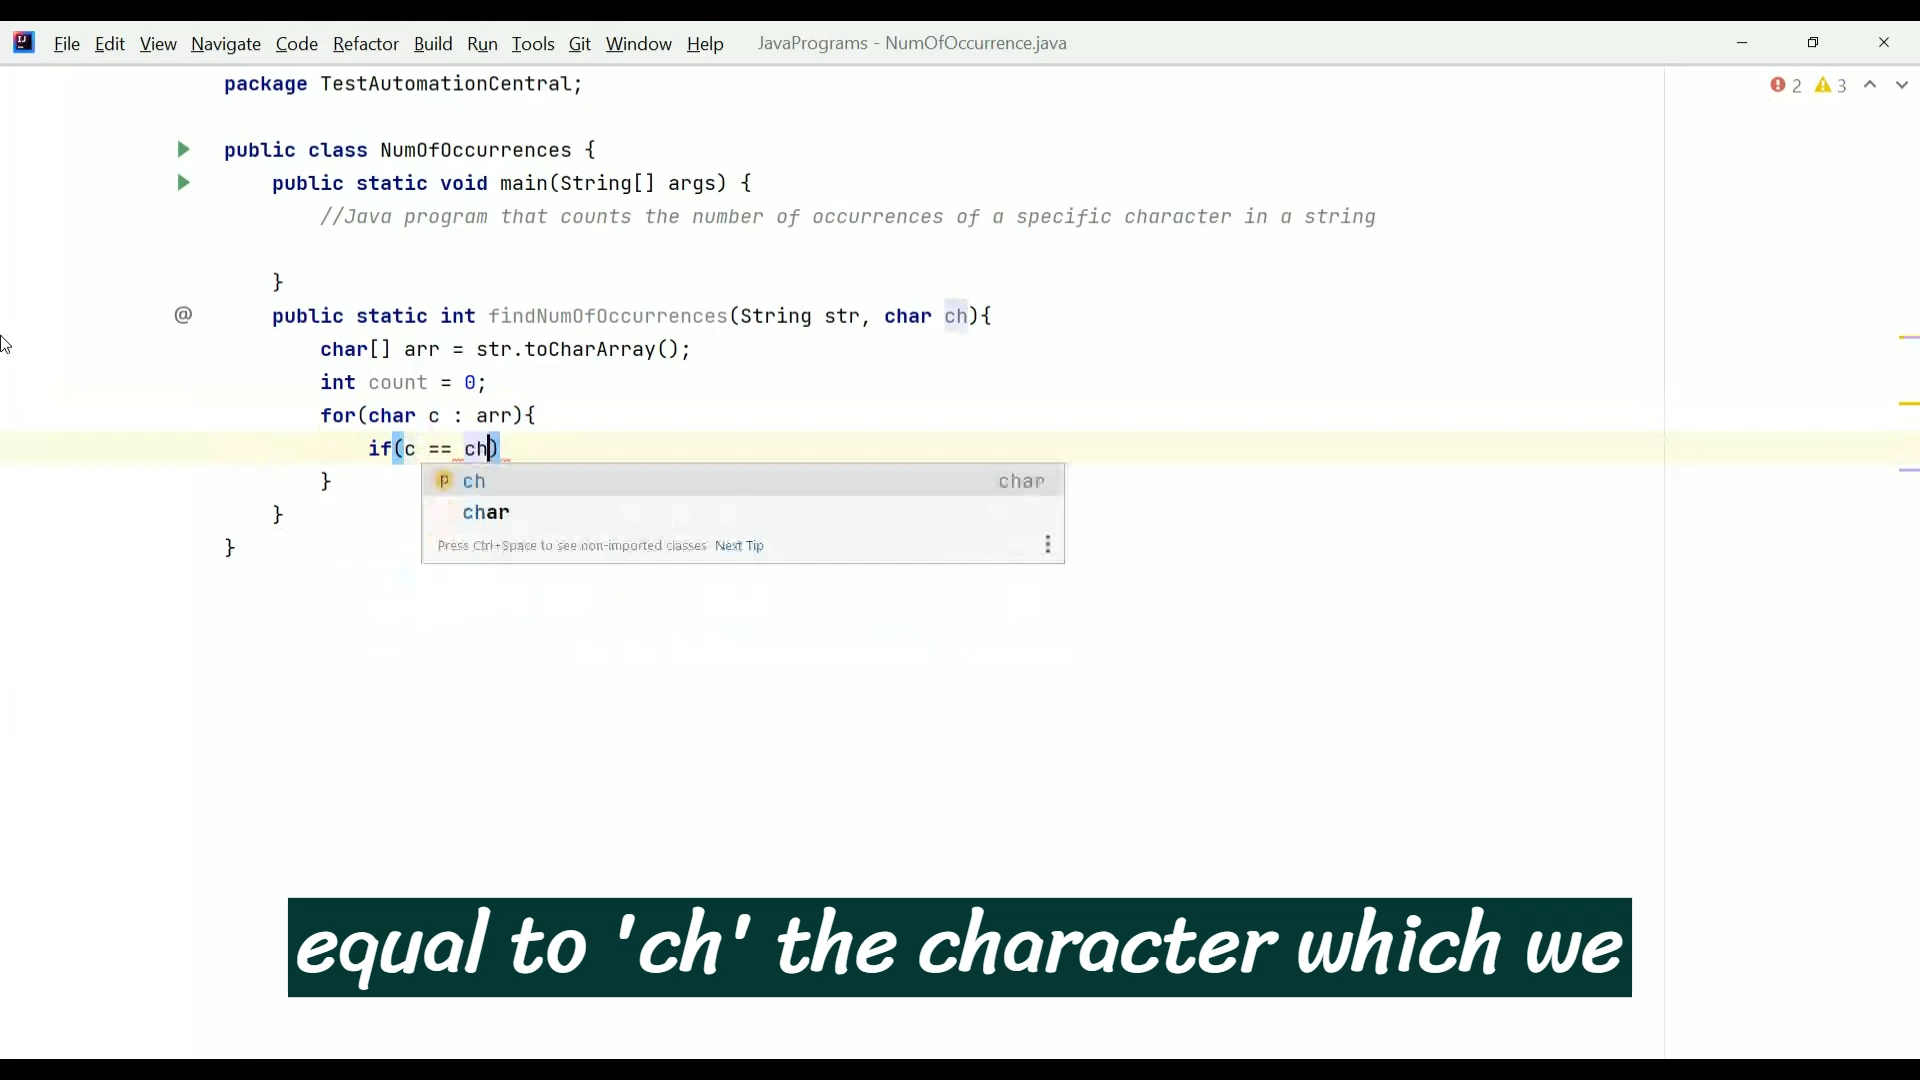 File Edit View Navigate Code Refactor Build Run Tools Git Window Help JavaPrograms - NumOfOccurrence.java
package TestAutomationCentral;
2 3
public class NumOfOccurrences {
public static void main(String[] args) {
//Java program that counts the number of occurrences of a specific character in a string
}
@ public static int findNumOfOccurrences(String str, char ch){
char[] arr = str.toCharArray();
int count = 0;
for(char c : arr){
if(c == ch)
}
p ch char
char
}
Press Ctrl+Space to see non-imported classes Next Tip
}
equal to 'ch' the character which we